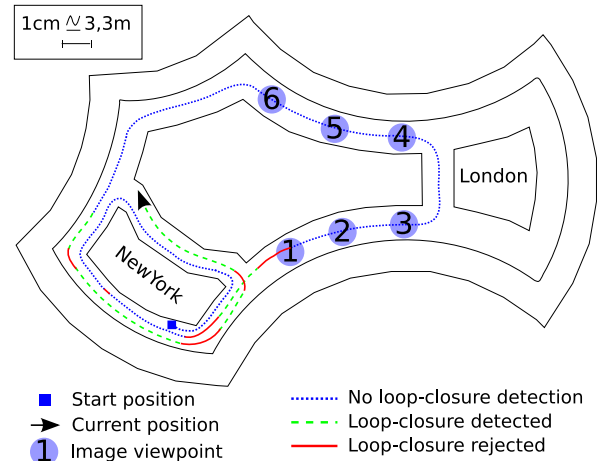 1cm ≃ 3,3m
6
5
4
London
3
2
1
NewYork
Start position
Current position
1 Image viewpoint
No loop-closure detection
Loop-closure detected
Loop-closure rejected